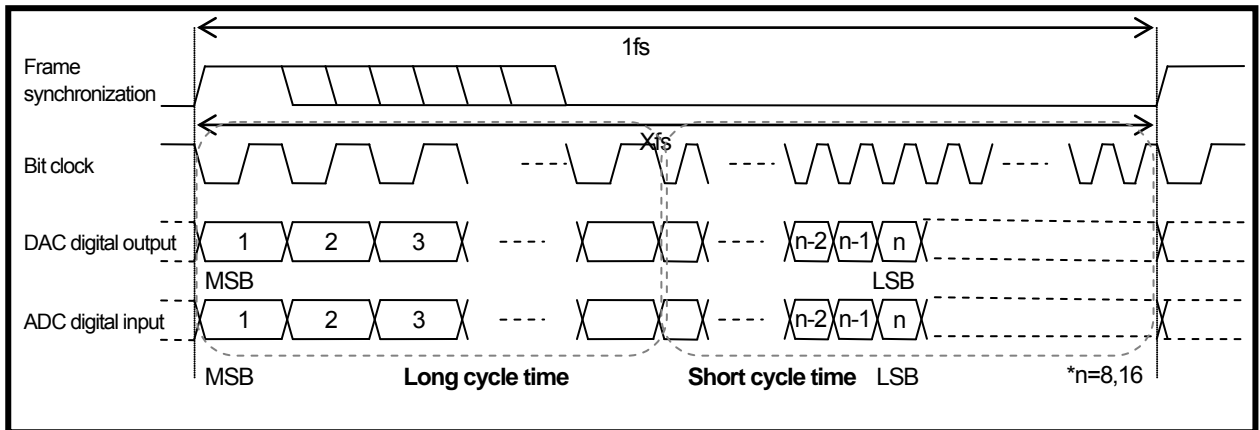 1fs
Frame
synchronization
Xfs
Bit clock
DAC digital output 1 2 3 n-2 n-1 n
MSB LSB
ADC digital input 1 2 3 n-2 n-1 n
MSB Long cycle time Short cycle time LSB *n=8,16